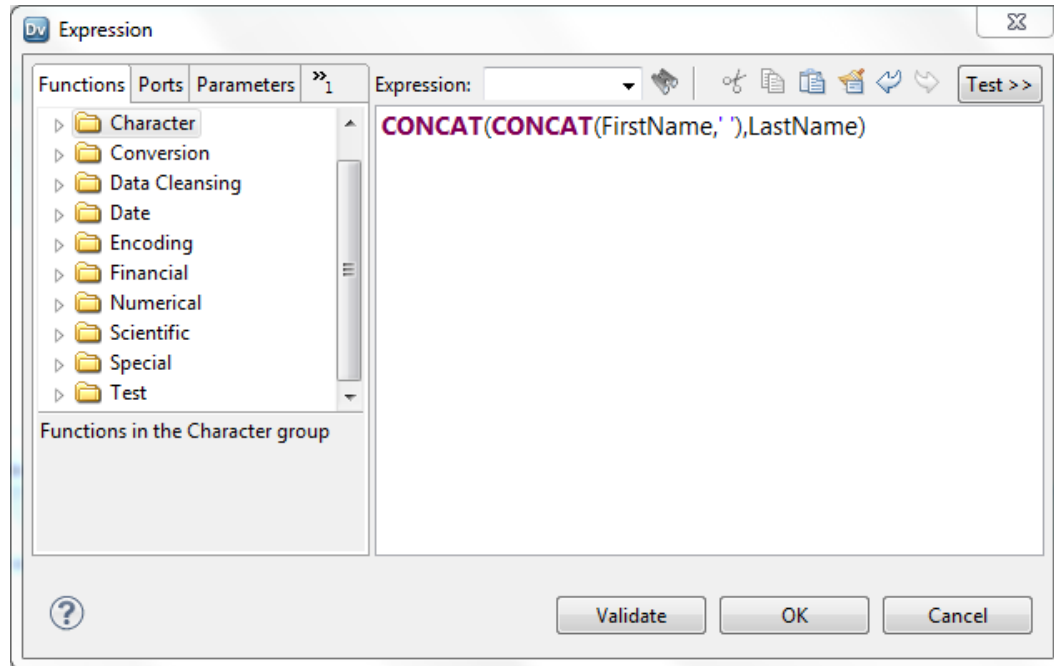 Dv Expression
Functions Ports Parameters »1
Expression:
Test >>
Character
Conversion
Data Cleansing
Date
Encoding
Financial
Numerical
Scientific
Special
Test
Functions in the Character group
CONCAT(CONCAT(FirstName,' '),LastName)
?
Validate OK Cancel